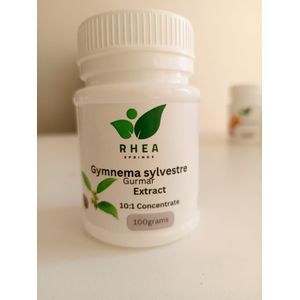 RHEA
SPRINGS
Gymnema sylvestre
Gurmar
Extract
10:1 Concentrate
100grams